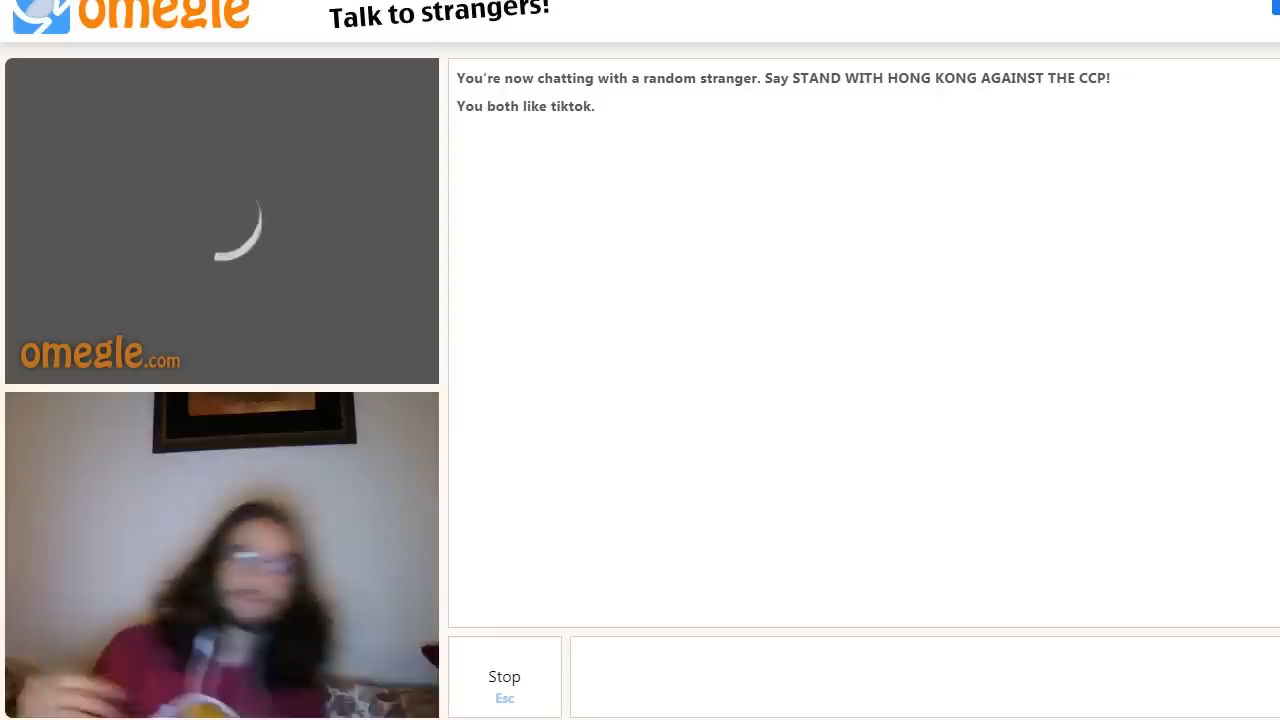 omegle
Talk to strangers!
You're now chatting with a random stranger. Say STAND WITH HONG KONG AGAINST THE CCP!
You both like tiktok.
omegle.com
Stop
Esc